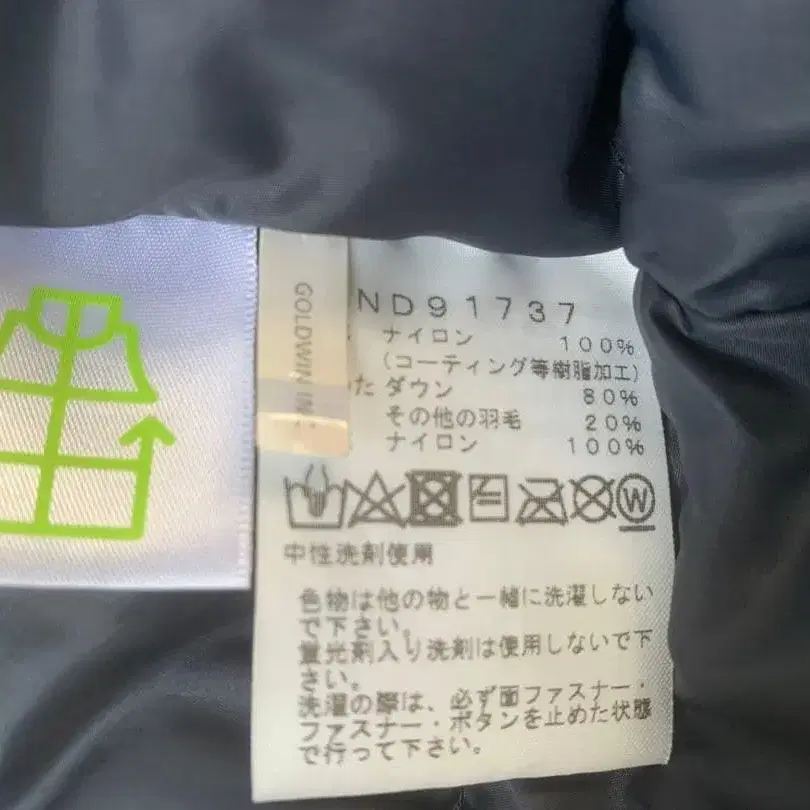 GOLDWIN INC.
ND91737
ナイロン 100%
(コーティング等樹脂加工)
た ダウン 80%
その他の羽毛 20%
ナイロン 100%
W
中性洗剤使用
色物は他の物と一緒に洗濯しない
で下さい。
蛍光剤入り洗剤は使用しないで下
さい。
洗濯の際は、必ず面ファスナー・
ファスナー・ボタンを止めた状態
で行って下さい。